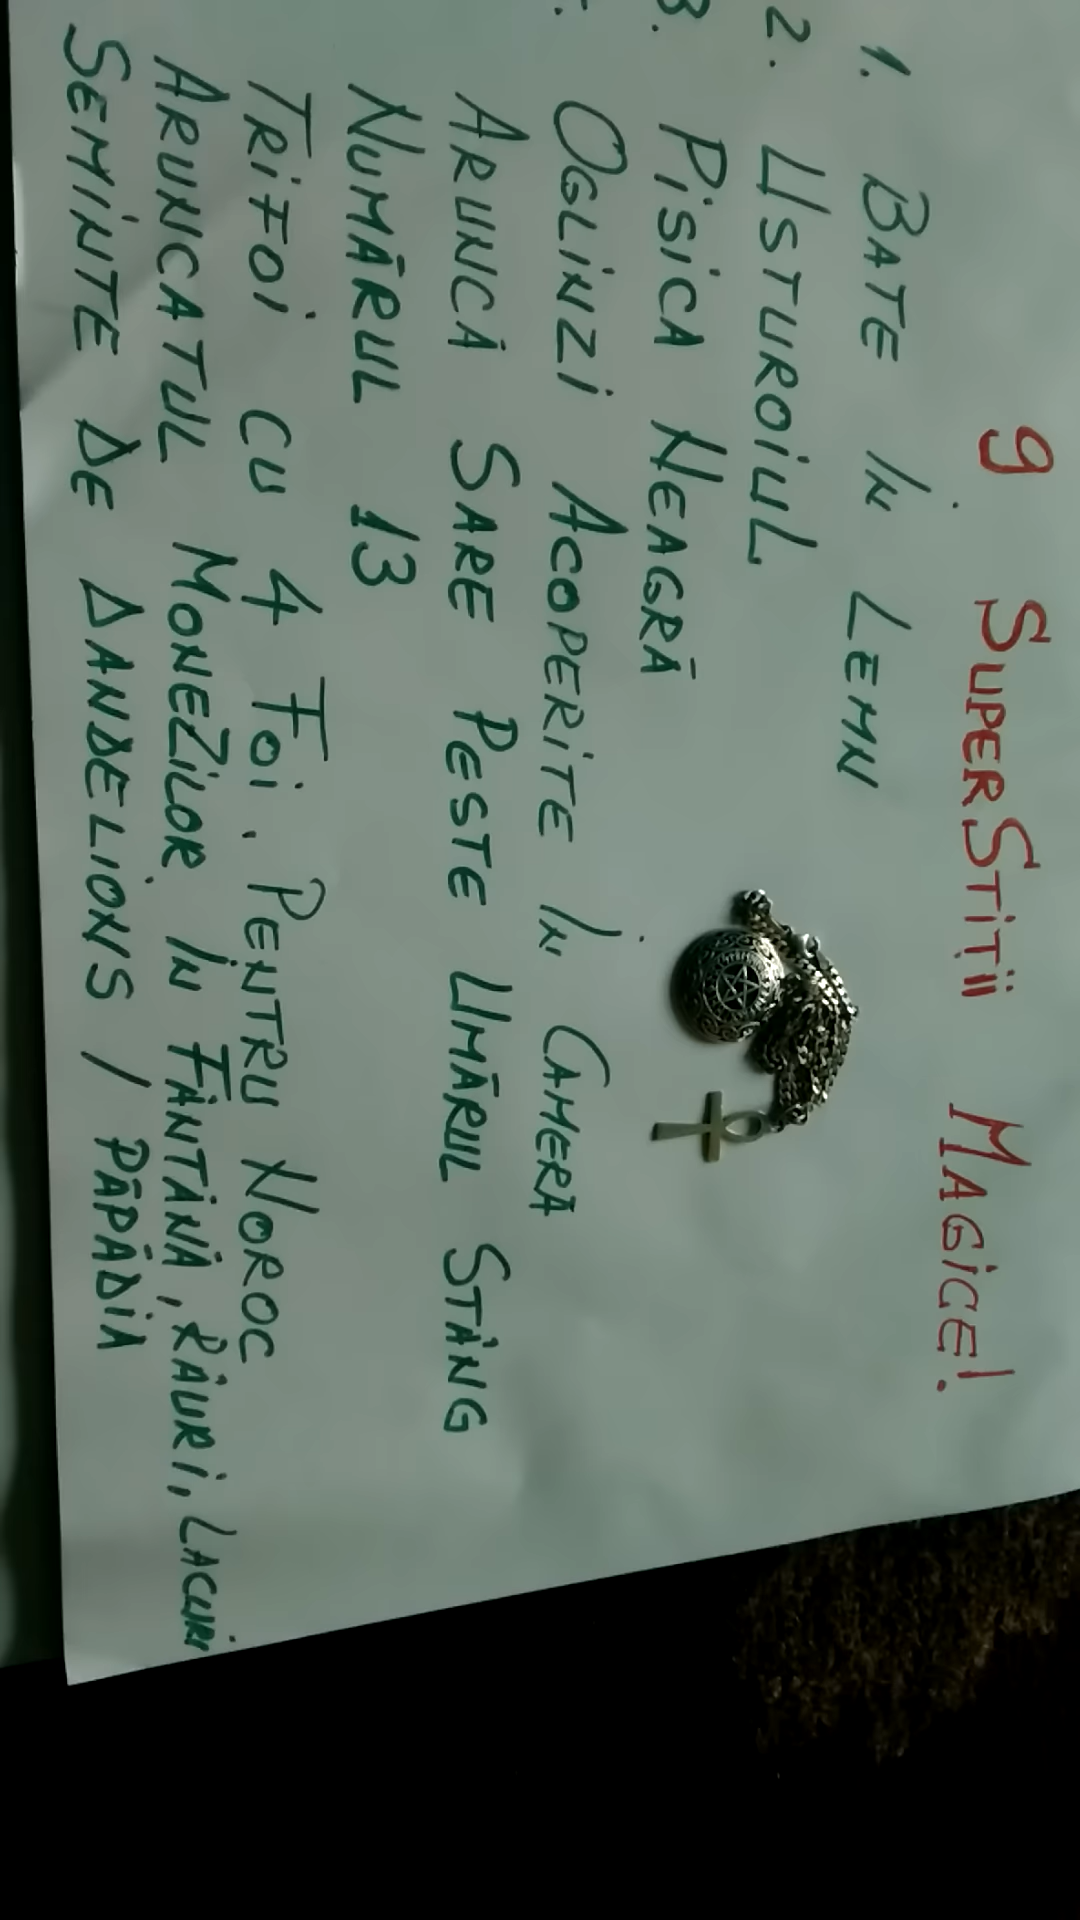 9 SUPERSTIȚII MAGICE!
1. BATE ÎN LEMN
2. USTUROIUL
3. PISICA NEAGRĂ
OGLINZI ACOPERITE ÎN CAMERĂ
ARUNCĂ SARE PESTE UMĂRUL STÂNG
NUMĂRUL 13
TRIFOI CU 4 FOI. PENTRU NOROC
ARUNCATUL MONEZILOR ÎN FÂNTÂNĂ, RÂURI, LACURI
SEMINTE DE DANDELIONS / PĂPĂDIA